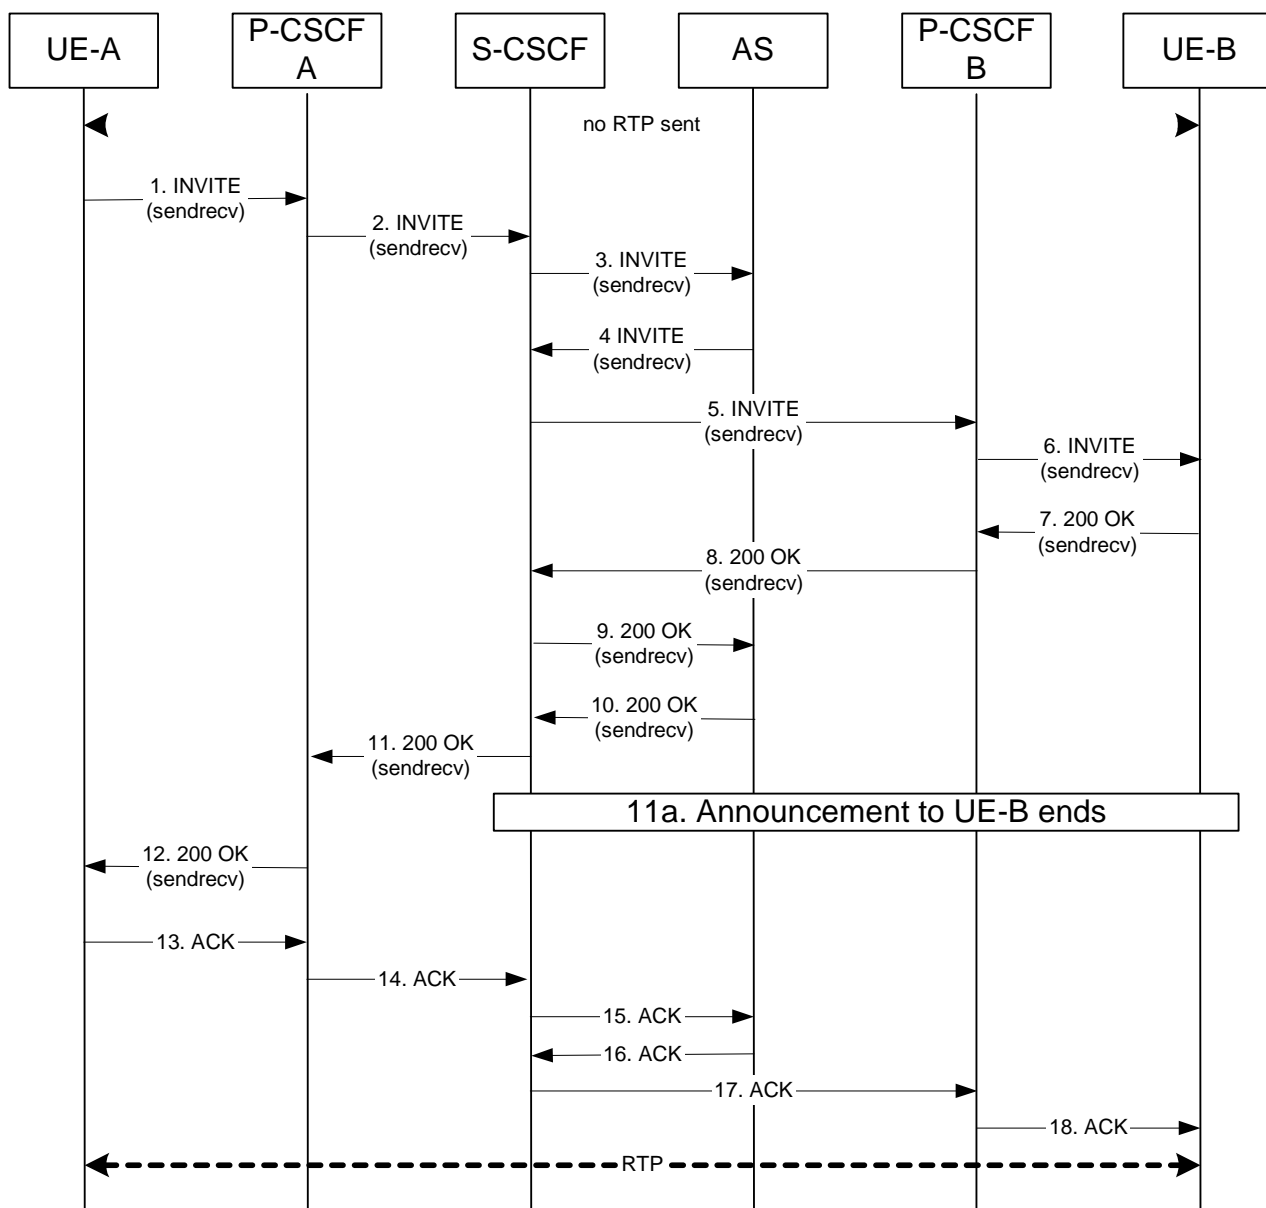 UE-A
P-CSCF
A
S-CSCF
AS
P-CSCF
B
UE-B
no RTP sent
1. INVITE
(sendrecv)
2. INVITE
(sendrecv)
3. INVITE
(sendrecv)
4 INVITE
(sendrecv)
5. INVITE
(sendrecv)
6. INVITE
(sendrecv)
7. 200 OK
(sendrecv)
8. 200 OK
(sendrecv)
9. 200 OK
(sendrecv)
10. 200 OK
(sendrecv)
11. 200 OK
(sendrecv)
11a. Announcement to UE-B ends
12. 200 OK
(sendrecv)
13. ACK
14. ACK
15. ACK
16. ACK
17. ACK
18. ACK
RTP